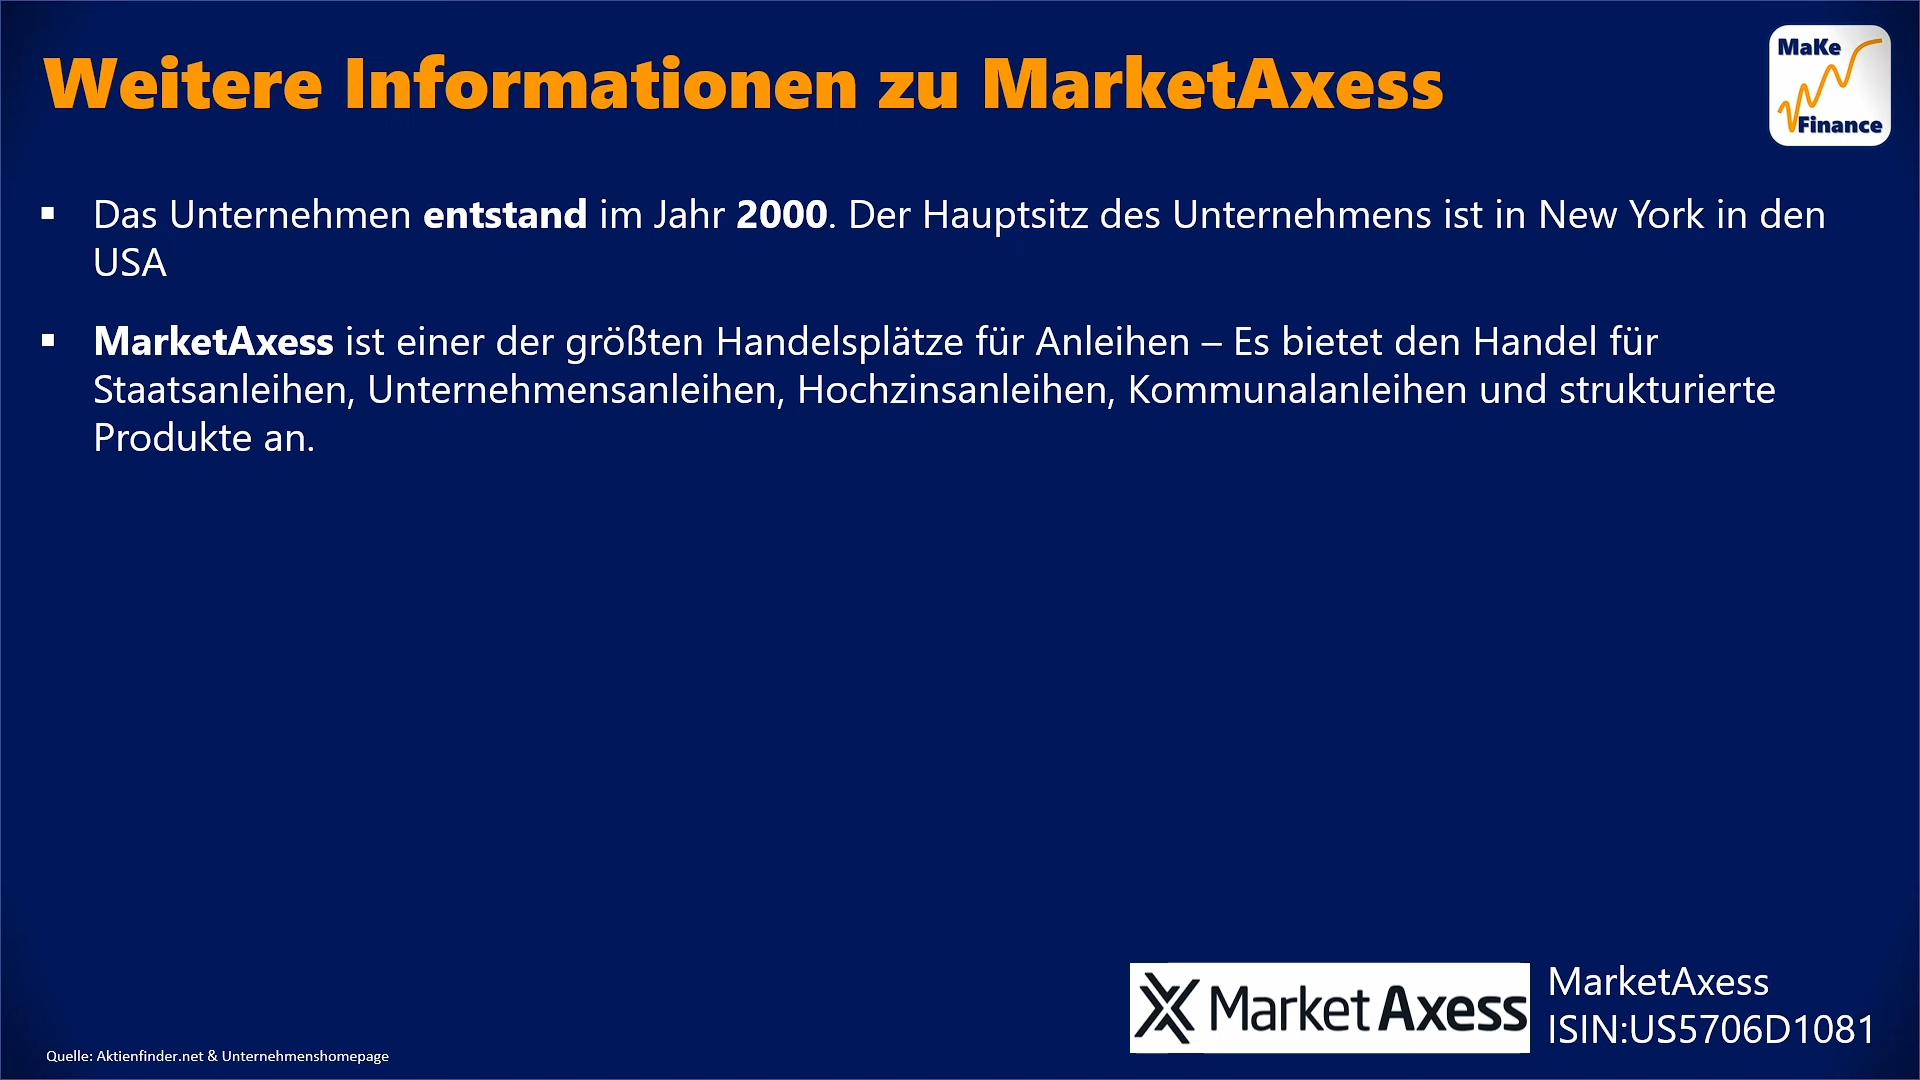 Weitere Informationen zu MarketAxess
MaKe
Finance
▪ Das Unternehmen entstand im Jahr 2000. Der Hauptsitz des Unternehmens ist in New York in den
USA
▪ MarketAxess ist einer der größten Handelsplätze für Anleihen – Es bietet den Handel für
Staatsanleihen, Unternehmensanleihen, Hochzinsanleihen, Kommunalanleihen und strukturierte
Produkte an.
MarketAxess
MarketAxess
ISIN:US5706D1081
Quelle: Aktienfinder.net & Unternehmenshomepage